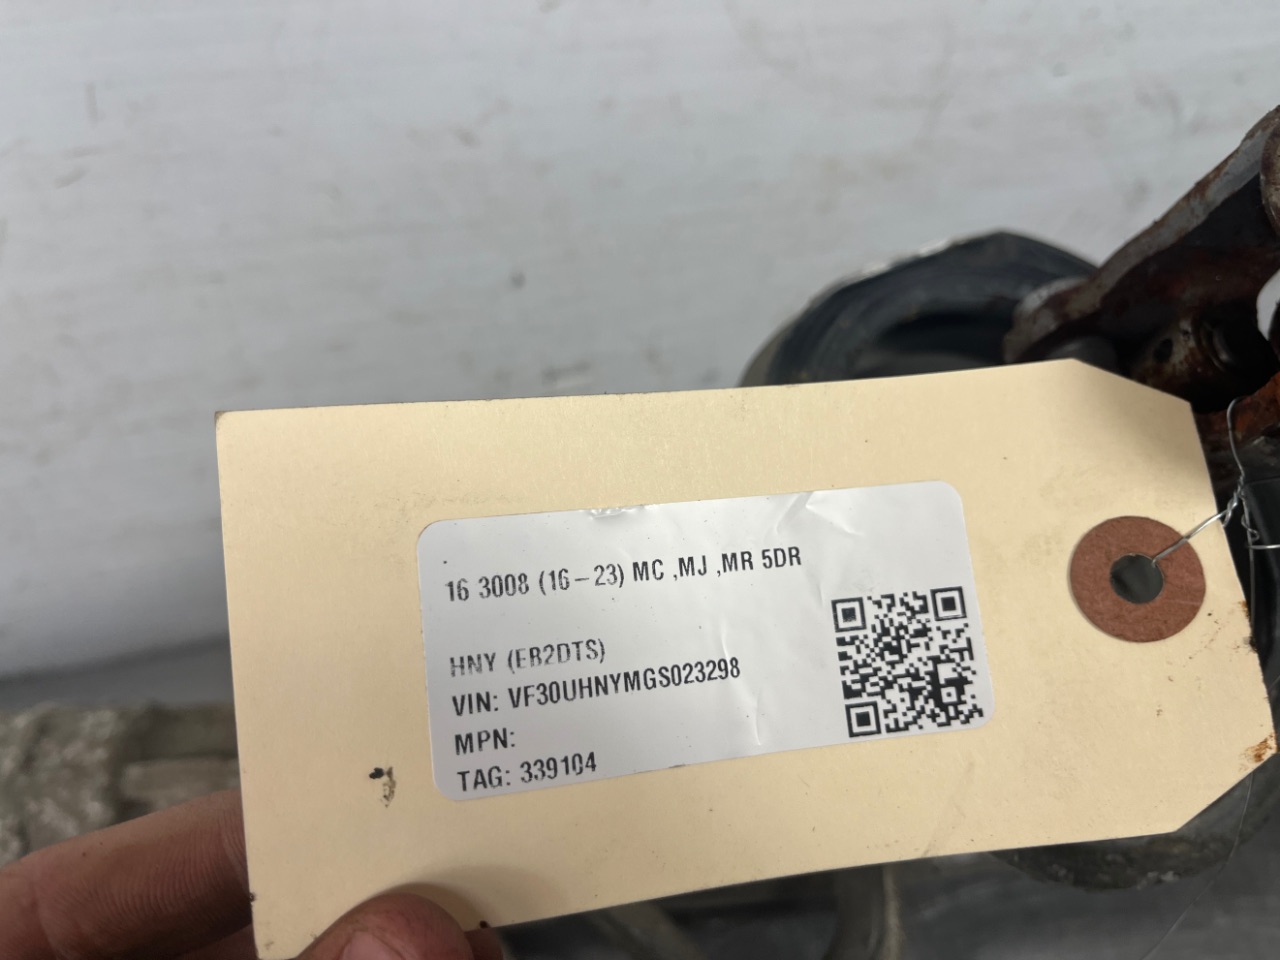 16 3008 (16-23) MC ,MJ ,MR 5DR
HNY (EB2DTS)
VIN: VF30UHNYMGS023298
MPN:
TAG: 339104